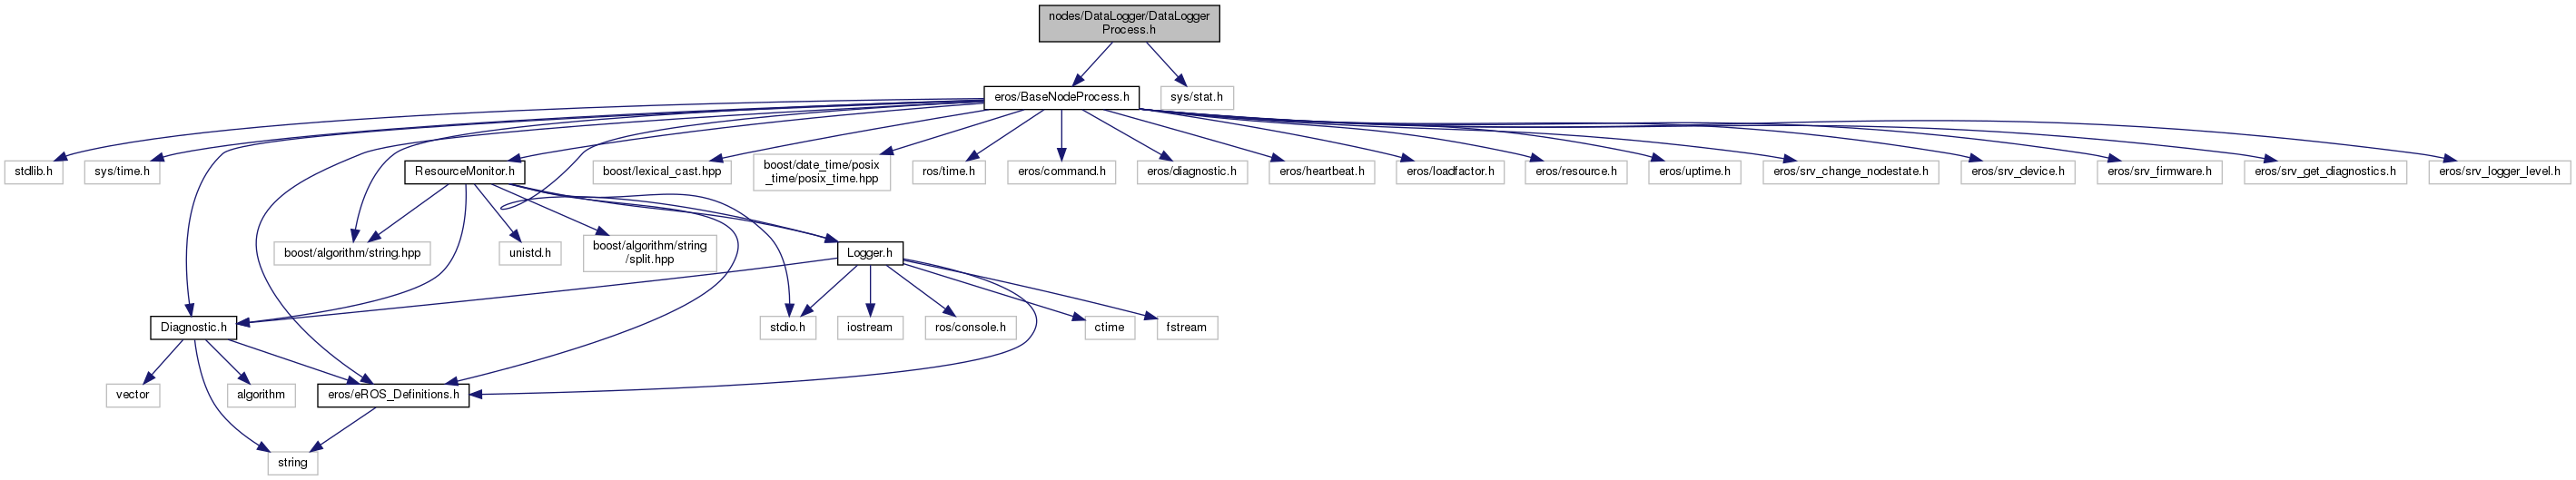 nodes/DataLogger/DataLogger
Process.h
eros/BaseNodeProcess.h
sys/stat.h
stdlib.h
sys/time.h
ResourceMonitor.h
boost/lexical_cast.hpp
boost/date_time/posix
_time/posix_time.hpp
ros/time.h
eros/command.h
eros/diagnostic.h
eros/heartbeat.h
eros/loadfactor.h
eros/resource.h
eros/uptime.h
eros/srv_change_nodestate.h
eros/srv_device.h
eros/srv_firmware.h
eros/srv_get_diagnostics.h
eros/srv_logger_level.h
boost/algorithm/string.hpp
unistd.h
boost/algorithm/string
/split.hpp
Logger.h
Diagnostic.h
stdio.h
iostream
ros/console.h
ctime
fstream
vector
algorithm
eros/eROS_Definitions.h
string